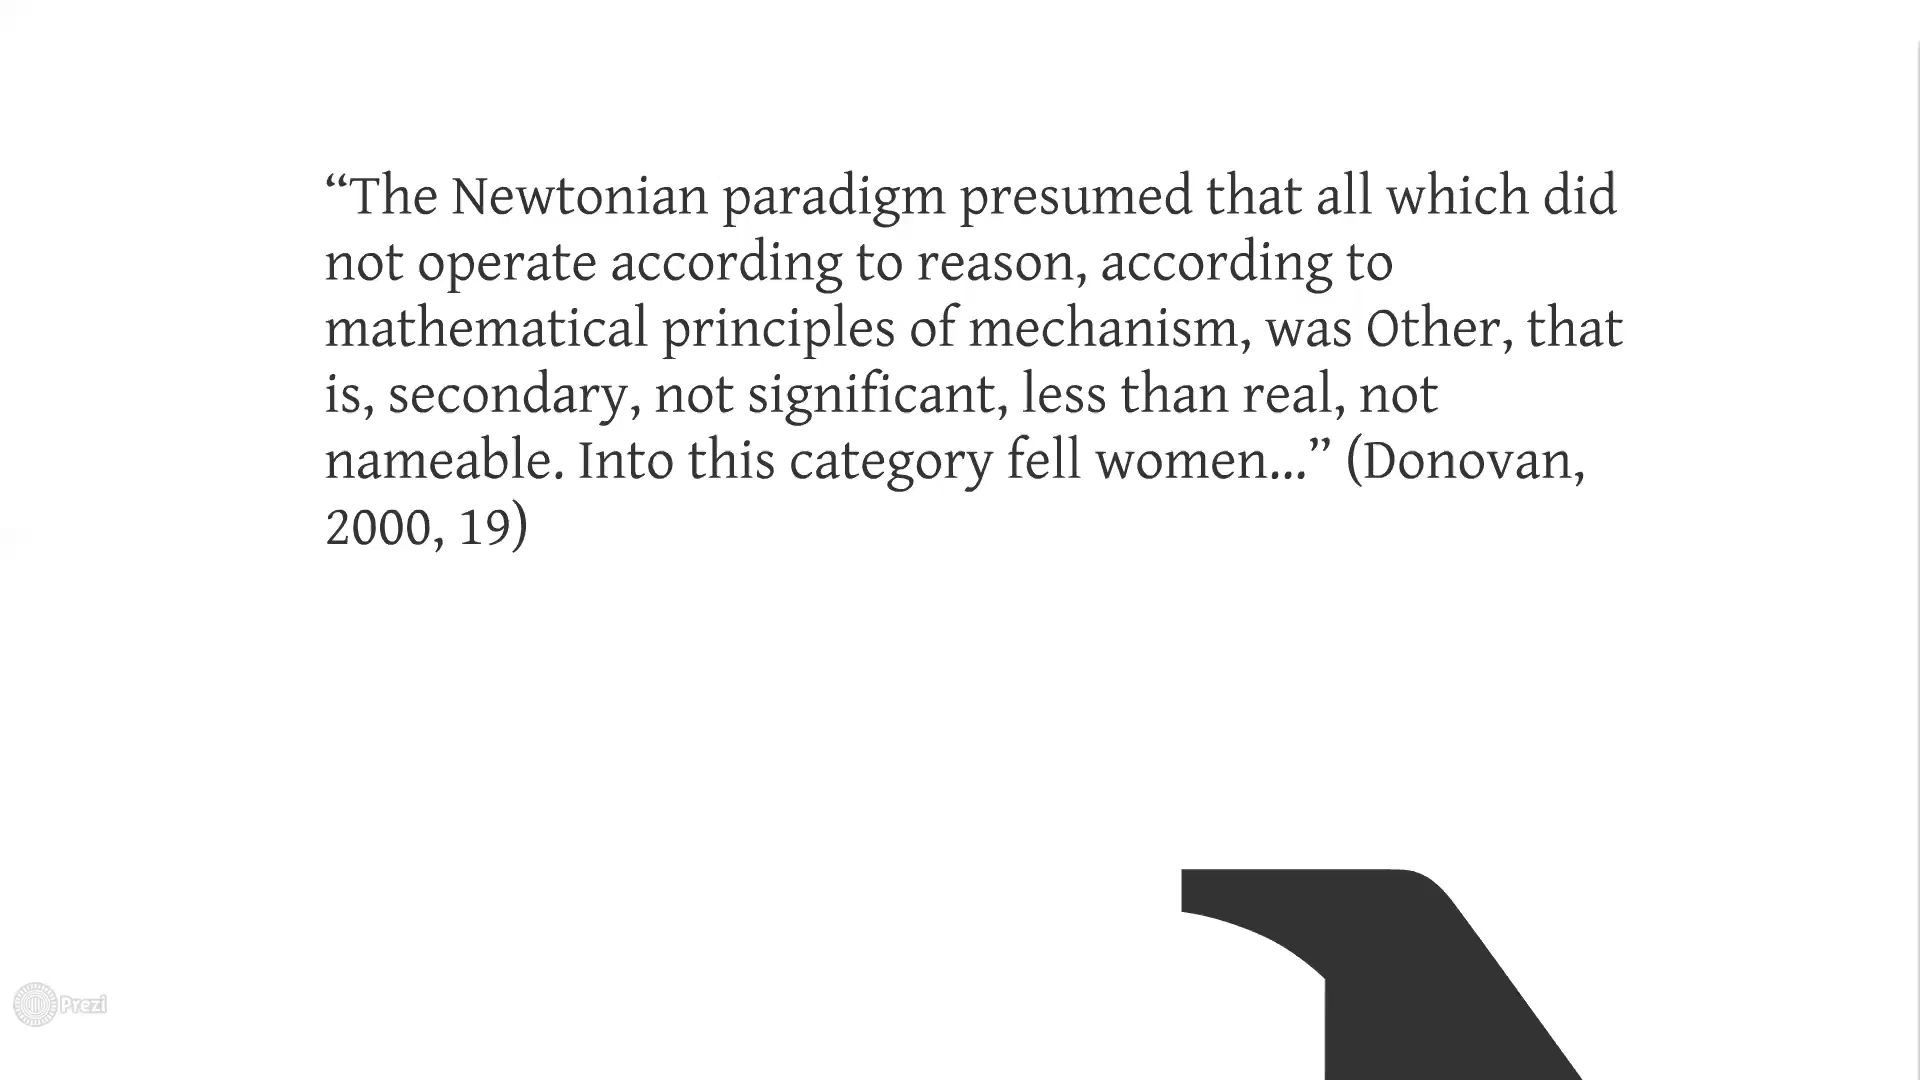 “The Newtonian paradigm presumed that all which did
not operate according to reason, according to
mathematical principles of mechanism, was Other, that
is, secondary, not significant, less than real, not
nameable. Into this category fell women...” (Donovan,
2000, 19)
Prezi